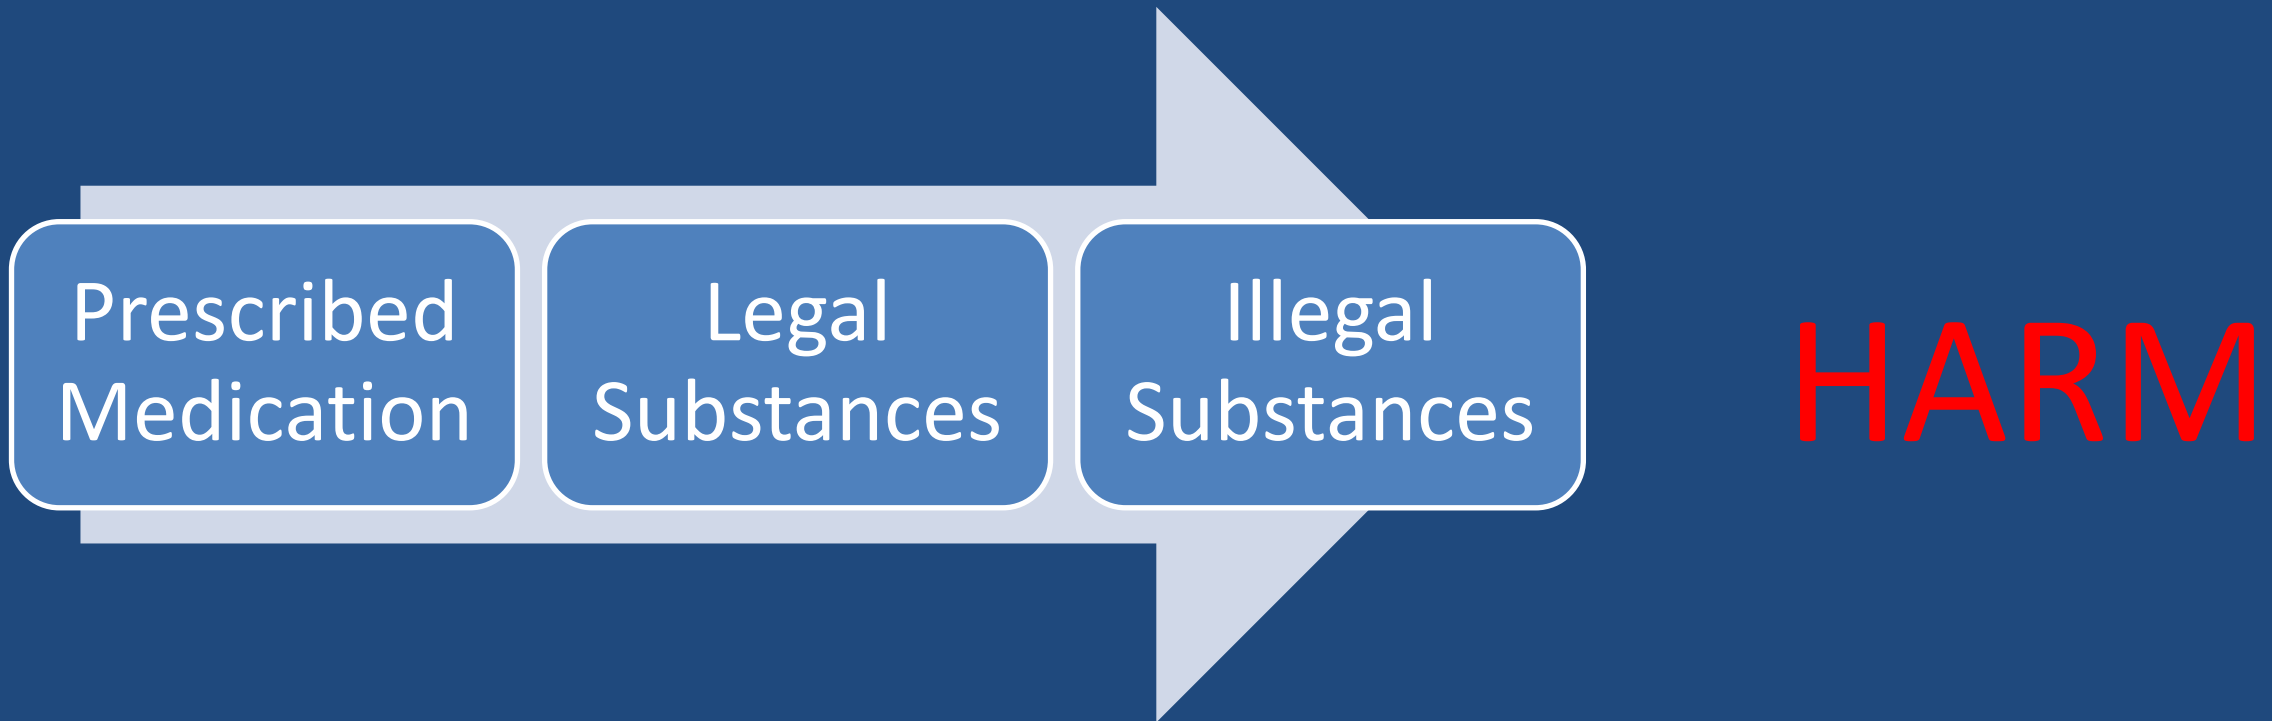 Prescribed
Medication
Legal
Substances
Illegal
Substances
HARM